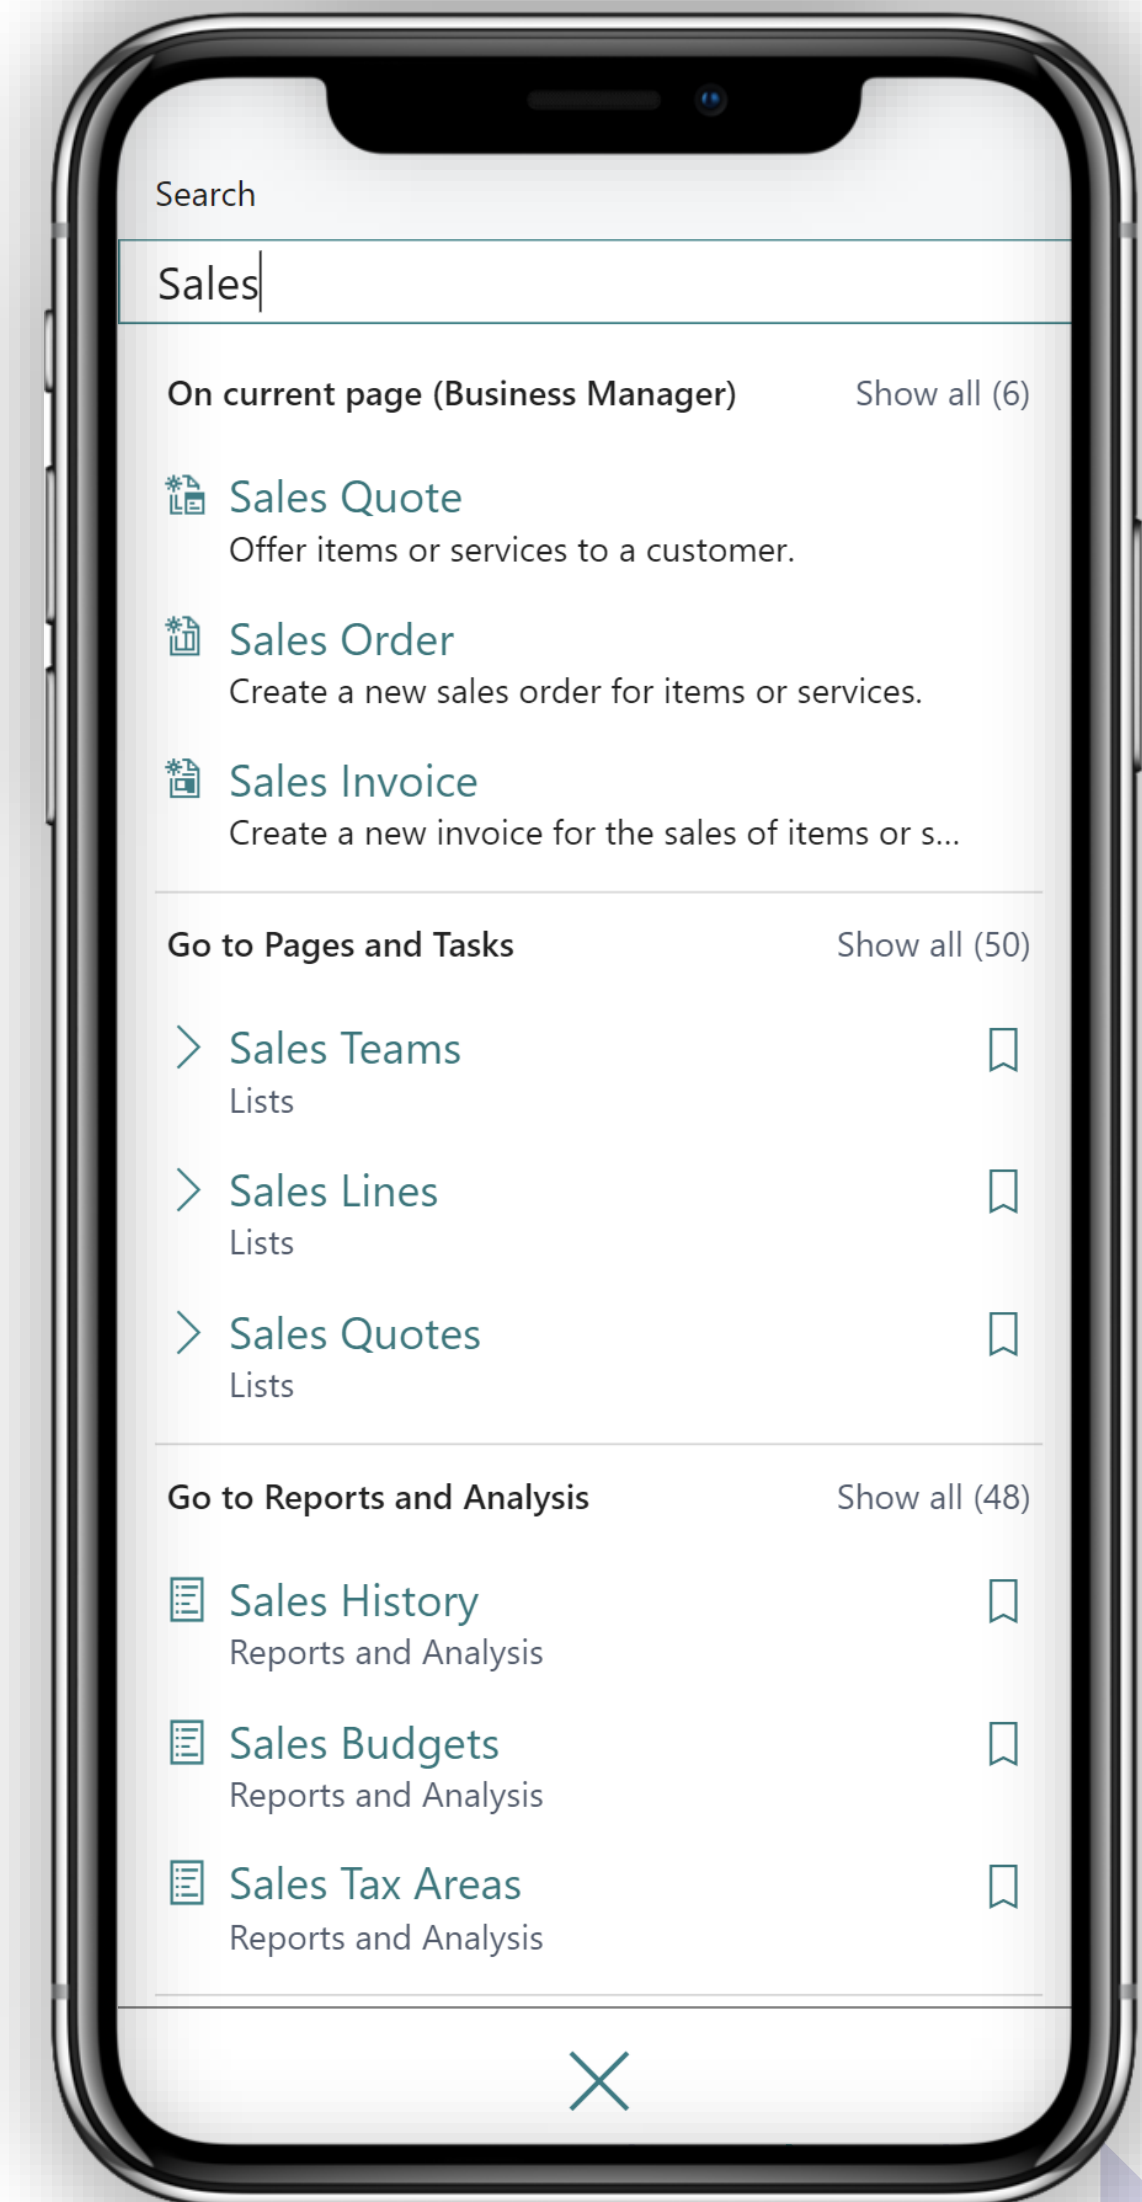 Search
Sales
On current page (Business Manager) Show all (6)
Sales Quote
Offer items or services to a customer.
Sales Order
Create a new sales order for items or services.
Sales Invoice
Create a new invoice for the sales of items or s...
Go to Pages and Tasks Show all (50)
Sales Teams
Lists
Sales Lines
Lists
Sales Quotes
Lists
Go to Reports and Analysis Show all (48)
Sales History
Reports and Analysis
Sales Budgets
Reports and Analysis
Sales Tax Areas
Reports and Analysis